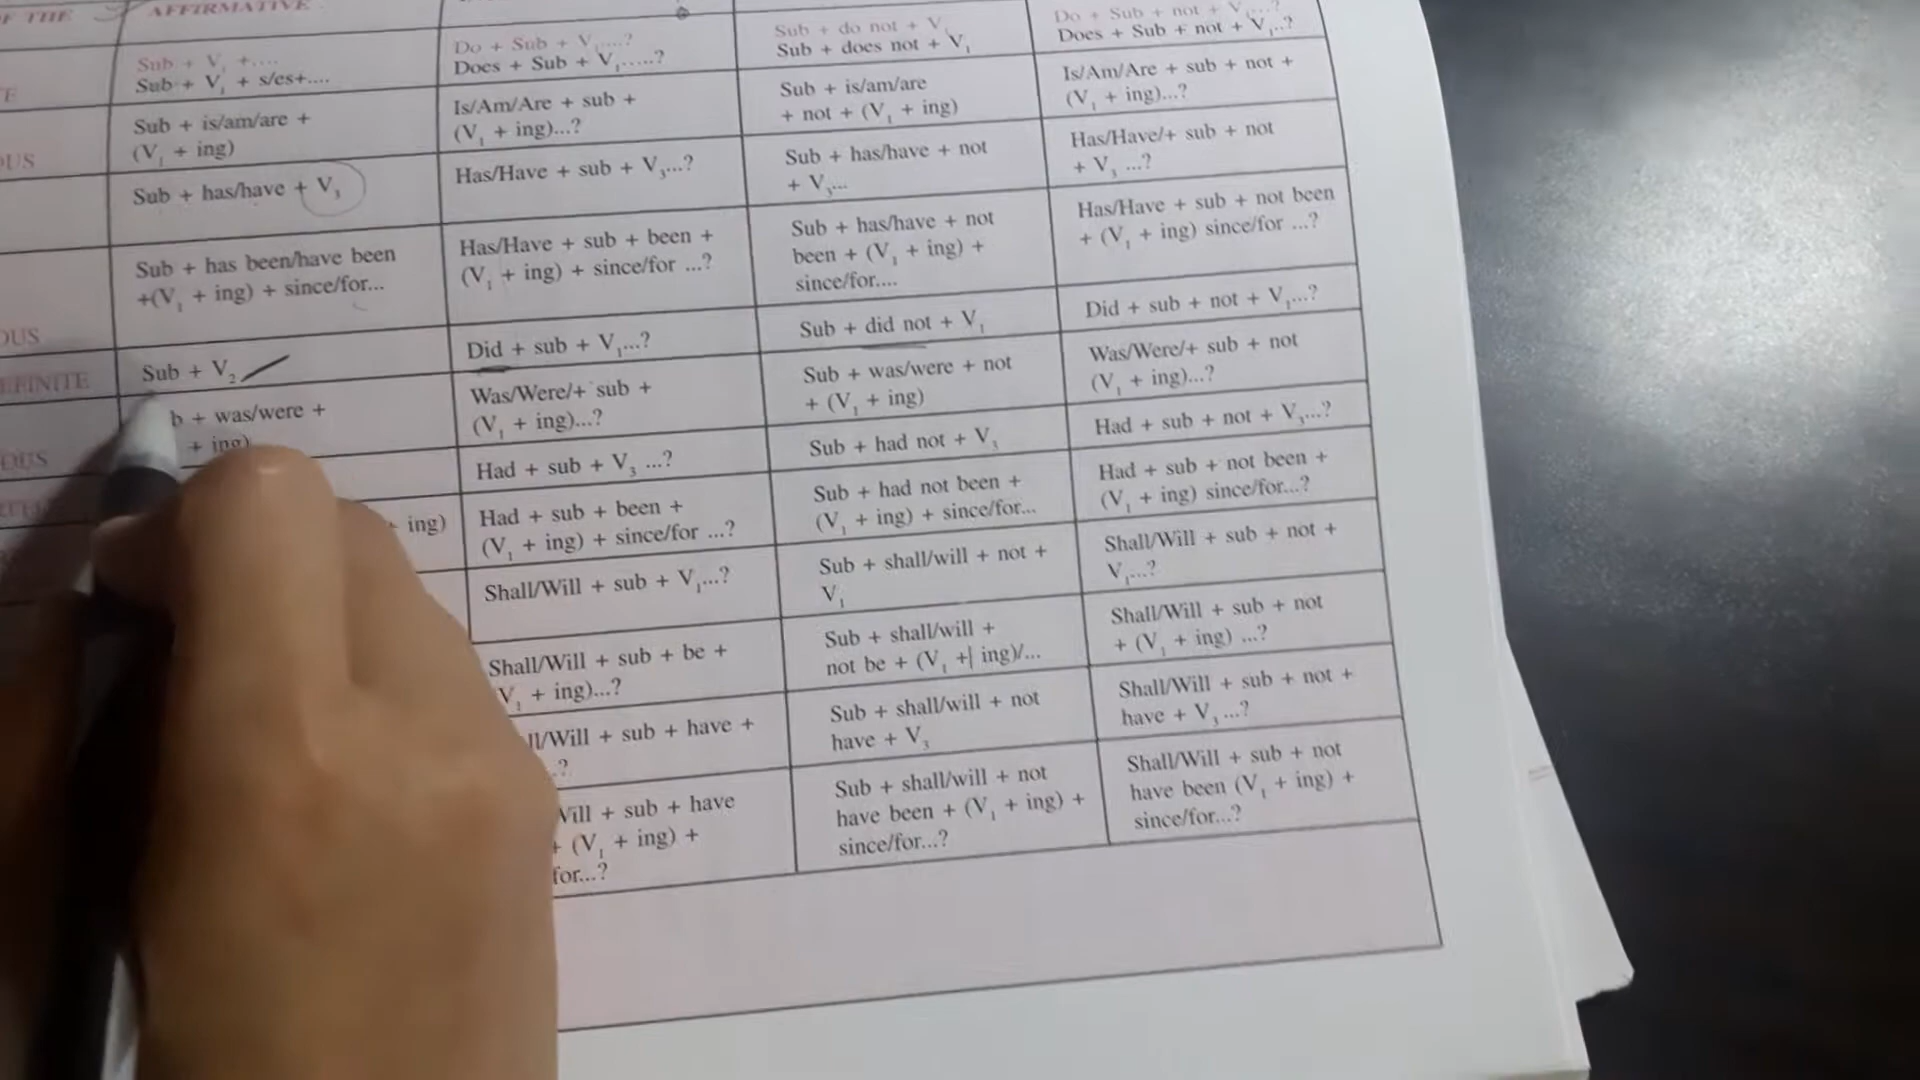 OF THE
AFFIRMATIVE
Sub + V₁ +....
Sub + V₁ + s/es+....
Do + Sub + V₁....?
Does + Sub + V₁.....?
Sub + do not + V
Sub + does not + V₁
Do + Sub + not + V₁...?
Does + Sub + not + V₁...?
Sub + is/am/are +
(V₁ + ing)
Is/Am/Are + sub +
(V₁ + ing)...?
Sub + is/am/are
+ not + (V₁ + ing)
Is/Am/Are + sub + not +
(V₁ + ing)...?
OUS
Sub + has/have + V₃
Has/Have + sub + V₃...?
Sub + has/have + not
+ V₃...
Has/Have/+ sub + not
+ V₃ ...?
Sub + has been/have been
+(V₁ + ing) + since/for...
Has/Have + sub + been +
(V₁ + ing) + since/for ...?
Sub + has/have + not
been + (V₁ + ing) +
since/for....
Has/Have + sub + not been
+ (V₁ + ing) since/for ...?
OUS
EFINITE
Sub + V₂
Did + sub + V₁...?
Sub + did not + V₁
Did + sub + not + V₁...?
b + was/were +
+ ing)
Was/Were/+ sub +
(V₁ + ing)...?
Sub + was/were + not
+ (V₁ + ing)
Was/Were/+ sub + not
(V₁ + ing)...?
OUS
Had + sub + V₃ ...?
Sub + had not + V₃
Had + sub + not + V₃...?
+ ing)
Had + sub + been +
(V₁ + ing) + since/for ...?
Sub + had not been +
(V₁ + ing) + since/for...
Had + sub + not been +
(V₁ + ing) since/for...?
Shall/Will + sub + V₁...?
Sub + shall/will + not +
V₁
Shall/Will + sub + not +
V₁...?
Shall/Will + sub + be +
V₁ + ing)...?
Sub + shall/will +
not be + (V₁ +| ing)/...
Shall/Will + sub + not
+ (V₁ + ing) ...?
ll/Will + sub + have +
..?
Sub + shall/will + not
have + V₃
Shall/Will + sub + not +
have + V₃ ...?
Will + sub + have
+ (V₁ + ing) +
for...?
Sub + shall/will + not
have been + (V₁ + ing) +
since/for...?
Shall/Will + sub + not
have been (V₁ + ing) +
since/for...?